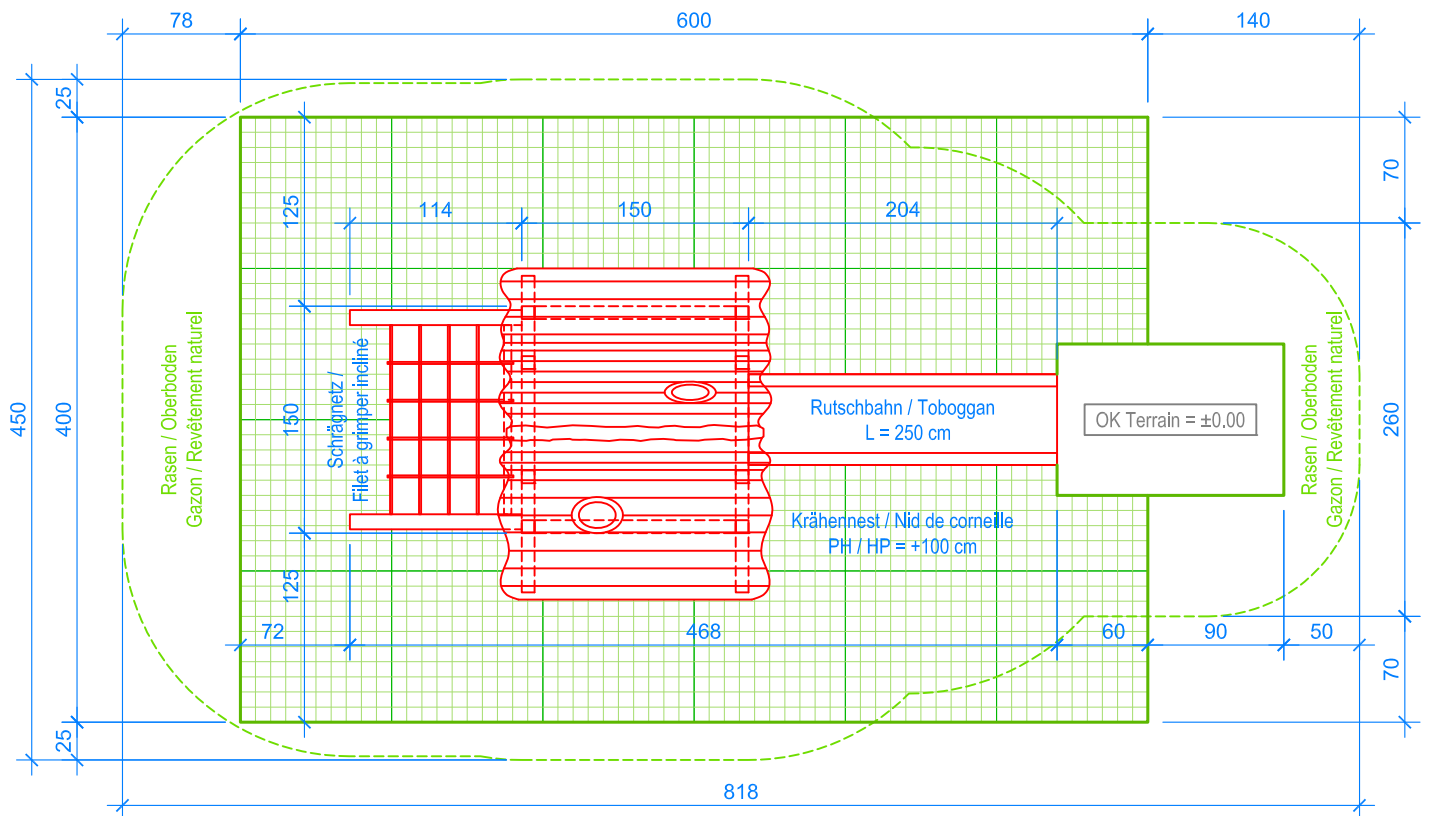 78
600
140
25
125
70
114
150
204
Rasen / Oberboden
Gazon / Revêtement naturel
Schrägnetz /
Filet à grimper incliné
450
400
150
Rutschbahn / Toboggan
L = 250 cm
OK Terrain = ±0.00
Rasen / Oberboden
Gazon / Revêtement naturel
260
Krähennest / Nid de corneille
PH / HP = +100 cm
125
72
468
60
90
50
70
25
818